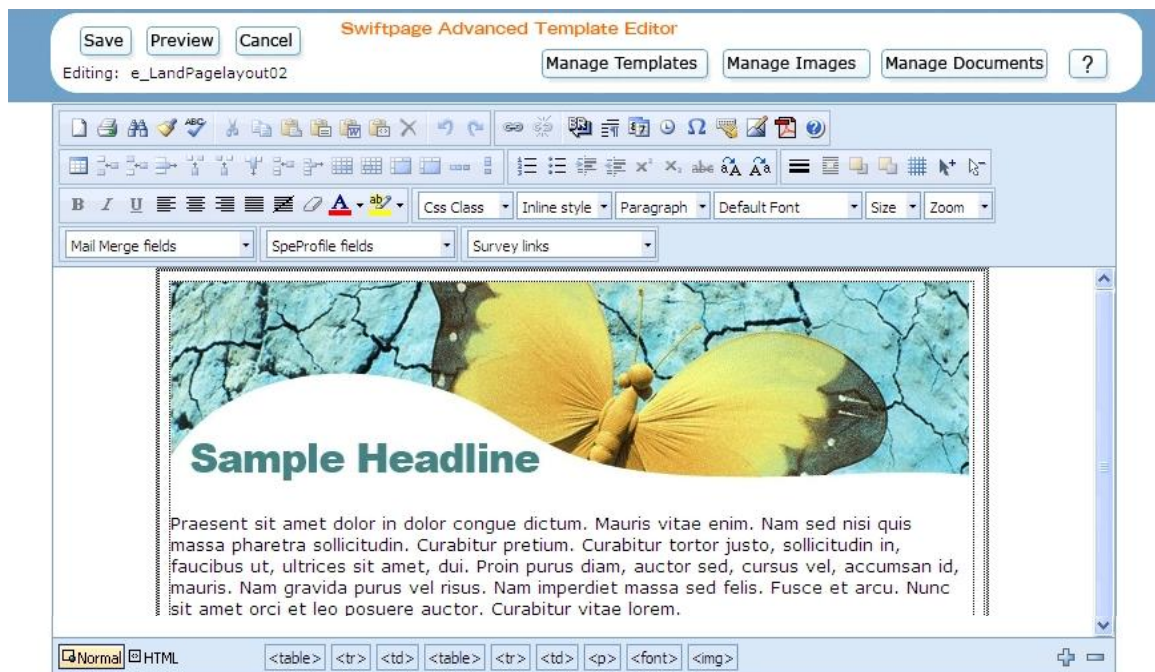 Swiftpage Advanced Template Editor
Save Preview Cancel
Editing: e_LandPagelayout02
Manage Templates Manage Images Manage Documents ?
B I U A ab Css Class Inline style Paragraph Default Font Size Zoom
Mail Merge fields SpeProfile fields Survey links
Sample Headline
Praesent sit amet dolor in dolor congue dictum. Mauris vitae enim. Nam sed nisi quis
massa pharetra sollicitudin. Curabitur pretium. Curabitur tortor justo, sollicitudin in,
faucibus ut, ultrices sit amet, dui. Proin purus diam, auctor sed, cursus vel, accumsan id,
mauris. Nam gravida purus vel risus. Nam imperdiet massa sed felis. Fusce et arcu. Nunc
sit amet orci et leo posuere auctor. Curabitur vitae lorem.
Normal HTML <table> <tr> <td> <table> <tr> <td> <p> <font> <img>